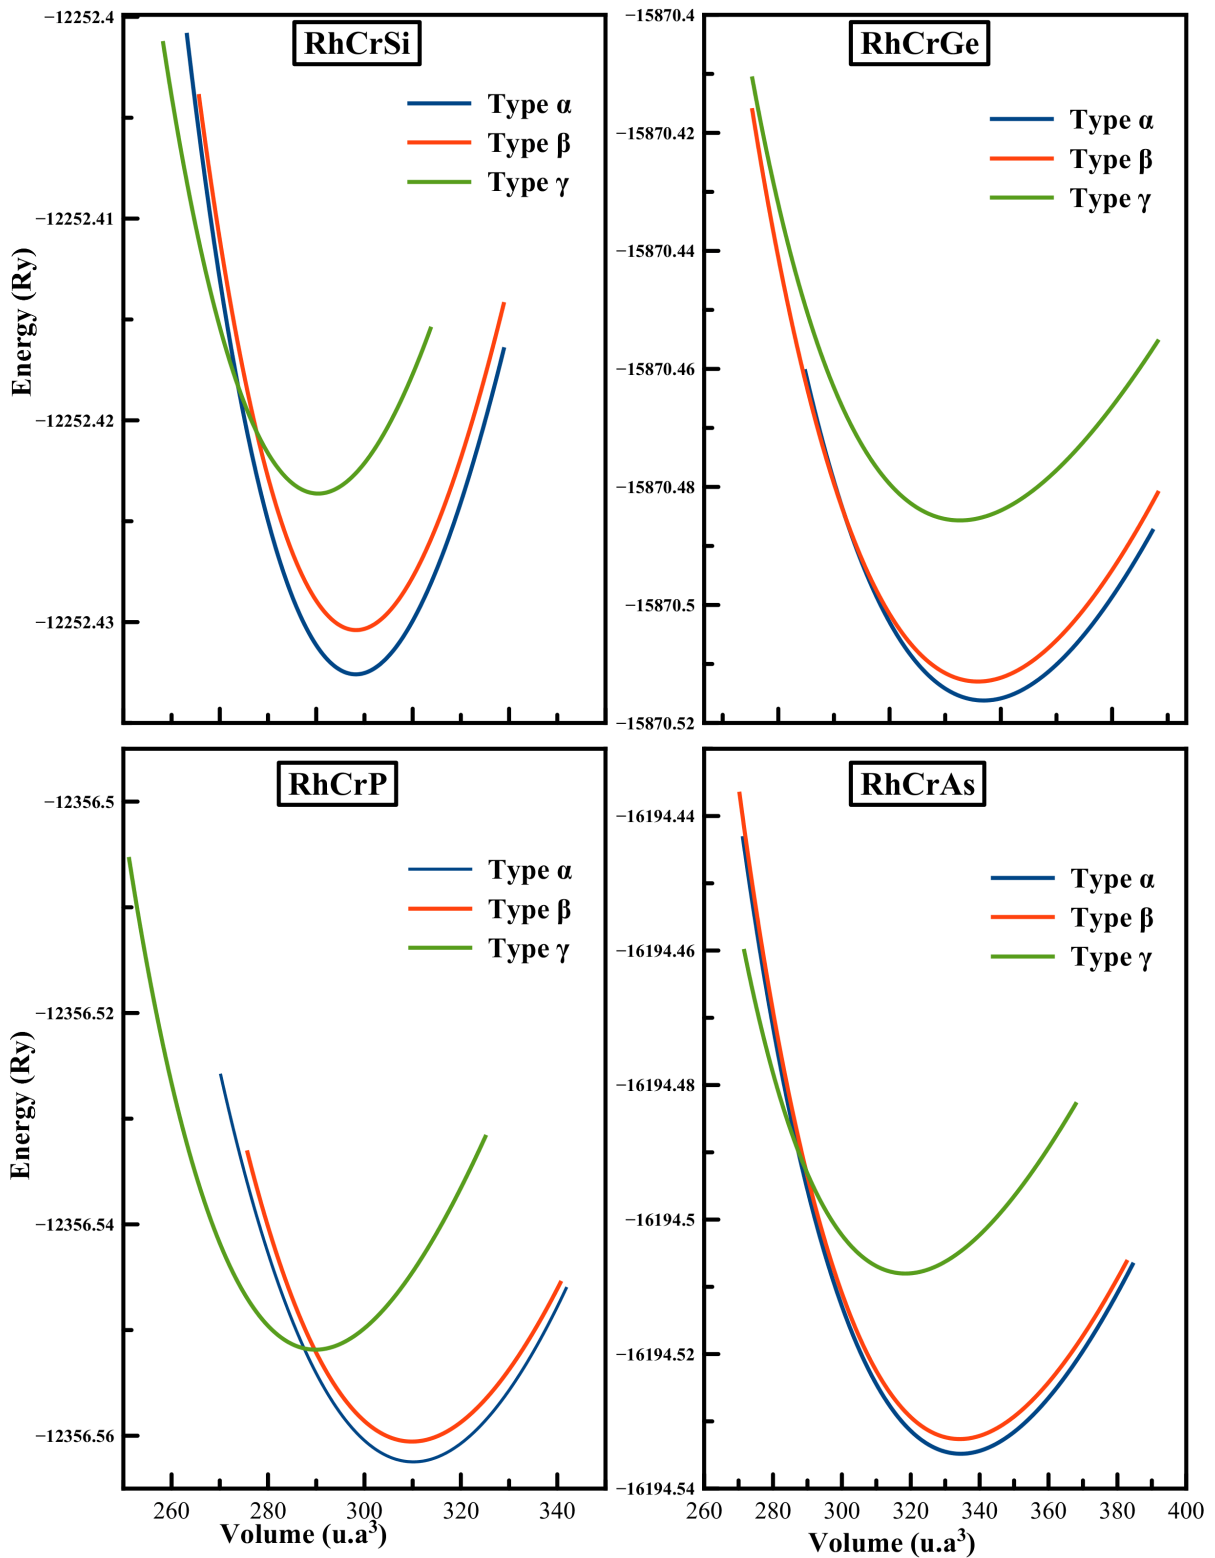 −12252.4
RhCrSi
Type α
Type β
Type γ
−12252.41
−12252.42
−12252.43
Energy (Ry)
−15870.4
RhCrGe
Type α
Type β
Type γ
−15870.42
−15870.44
−15870.46
−15870.48
−15870.5
−15870.52
−12356.5
RhCrP
Type α
Type β
Type γ
−12356.52
−12356.54
−12356.56
Energy (Ry)
260 280 300 320 340
Volume (u.a³)
RhCrAs
−16194.44
Type α
Type β
Type γ
−16194.46
−16194.48
−16194.5
−16194.52
−16194.54
260 280 300 320 340 360 380 400
Volume (u.a³)